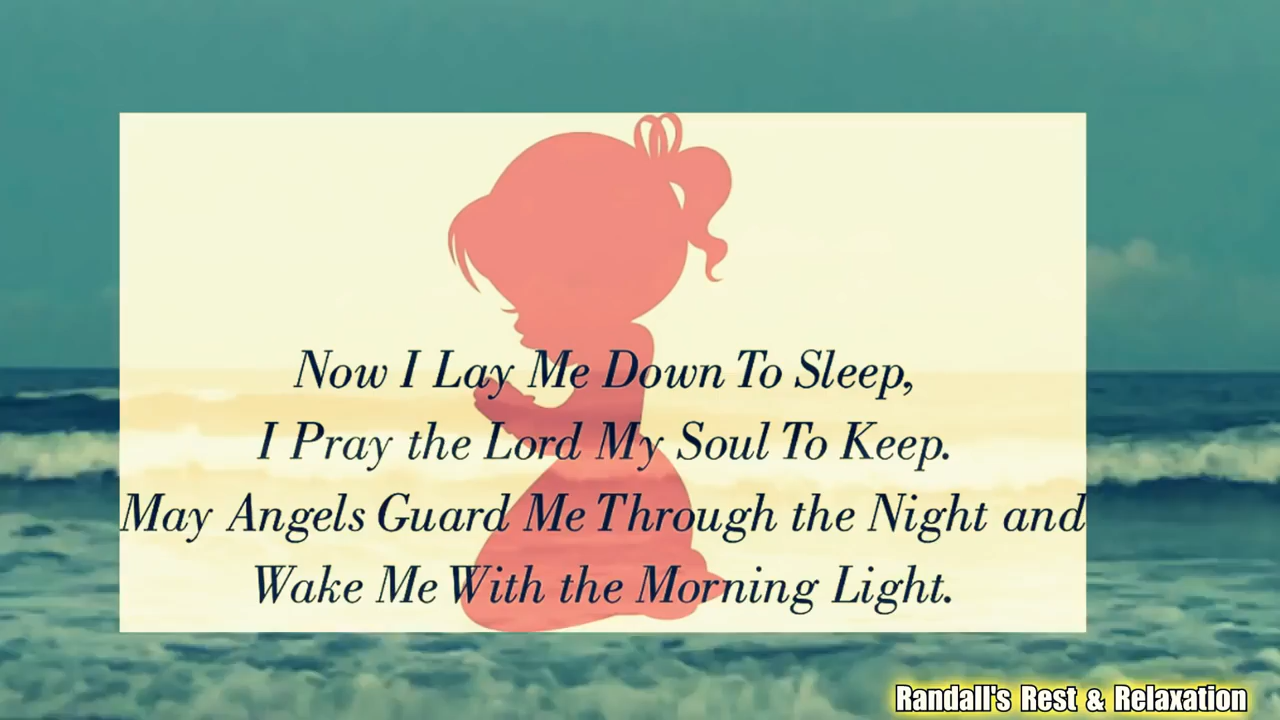 Now I Lay Me Down To Sleep,
I Pray the Lord My Soul To Keep.
May Angels Guard Me Through the Night and
Wake Me With the Morning Light.
Randall's Rest & Relaxation